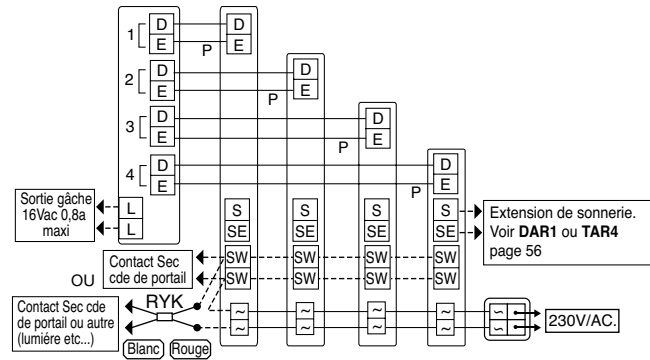 1 D D
E P E
2 D D
E P E
3 D D
E P E
4 D D
E P E
Sortie gâche
16Vac 0,8a
maxi
L
L
S S S S
SE SE SE SE
Extension de sonnerie.
Voir DAR1 ou TAR4
page 56
Contact Sec
cde de portail
SW SW SW SW
SW SW SW SW
OU
Contact Sec cde
de portail ou autre
(lumiére etc...)
RYK
Blanc Rouge
~ ~ ~ ~ ~
~ ~ ~ ~ ~
230V/AC.